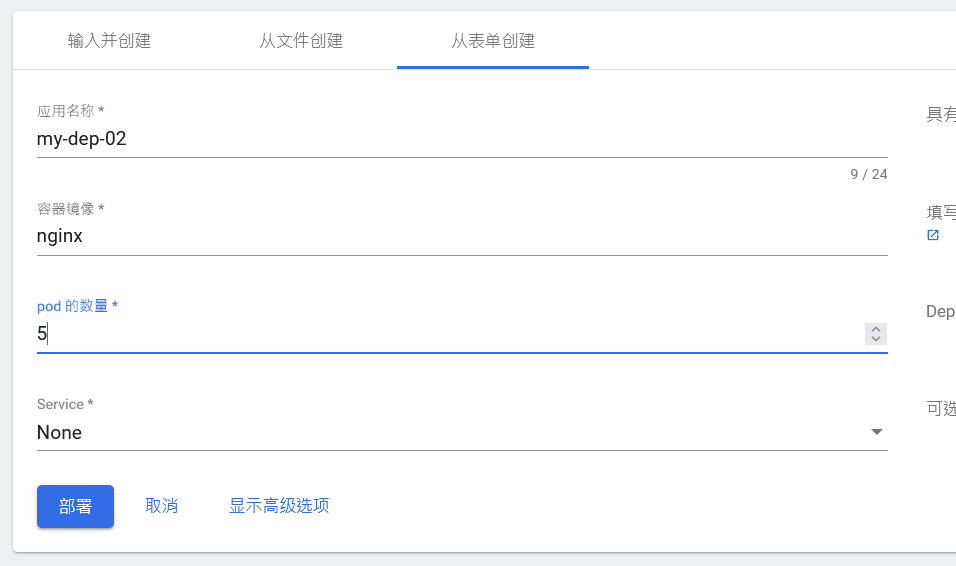 输入并创建 从文件创建 从表单创建
应用名称 *
具有
my-dep-02
9 / 24
容器镜像 *
填写
nginx
pod 的数量 *
Dep
5
Service *
可选
None
部署 取消 显示高级选项